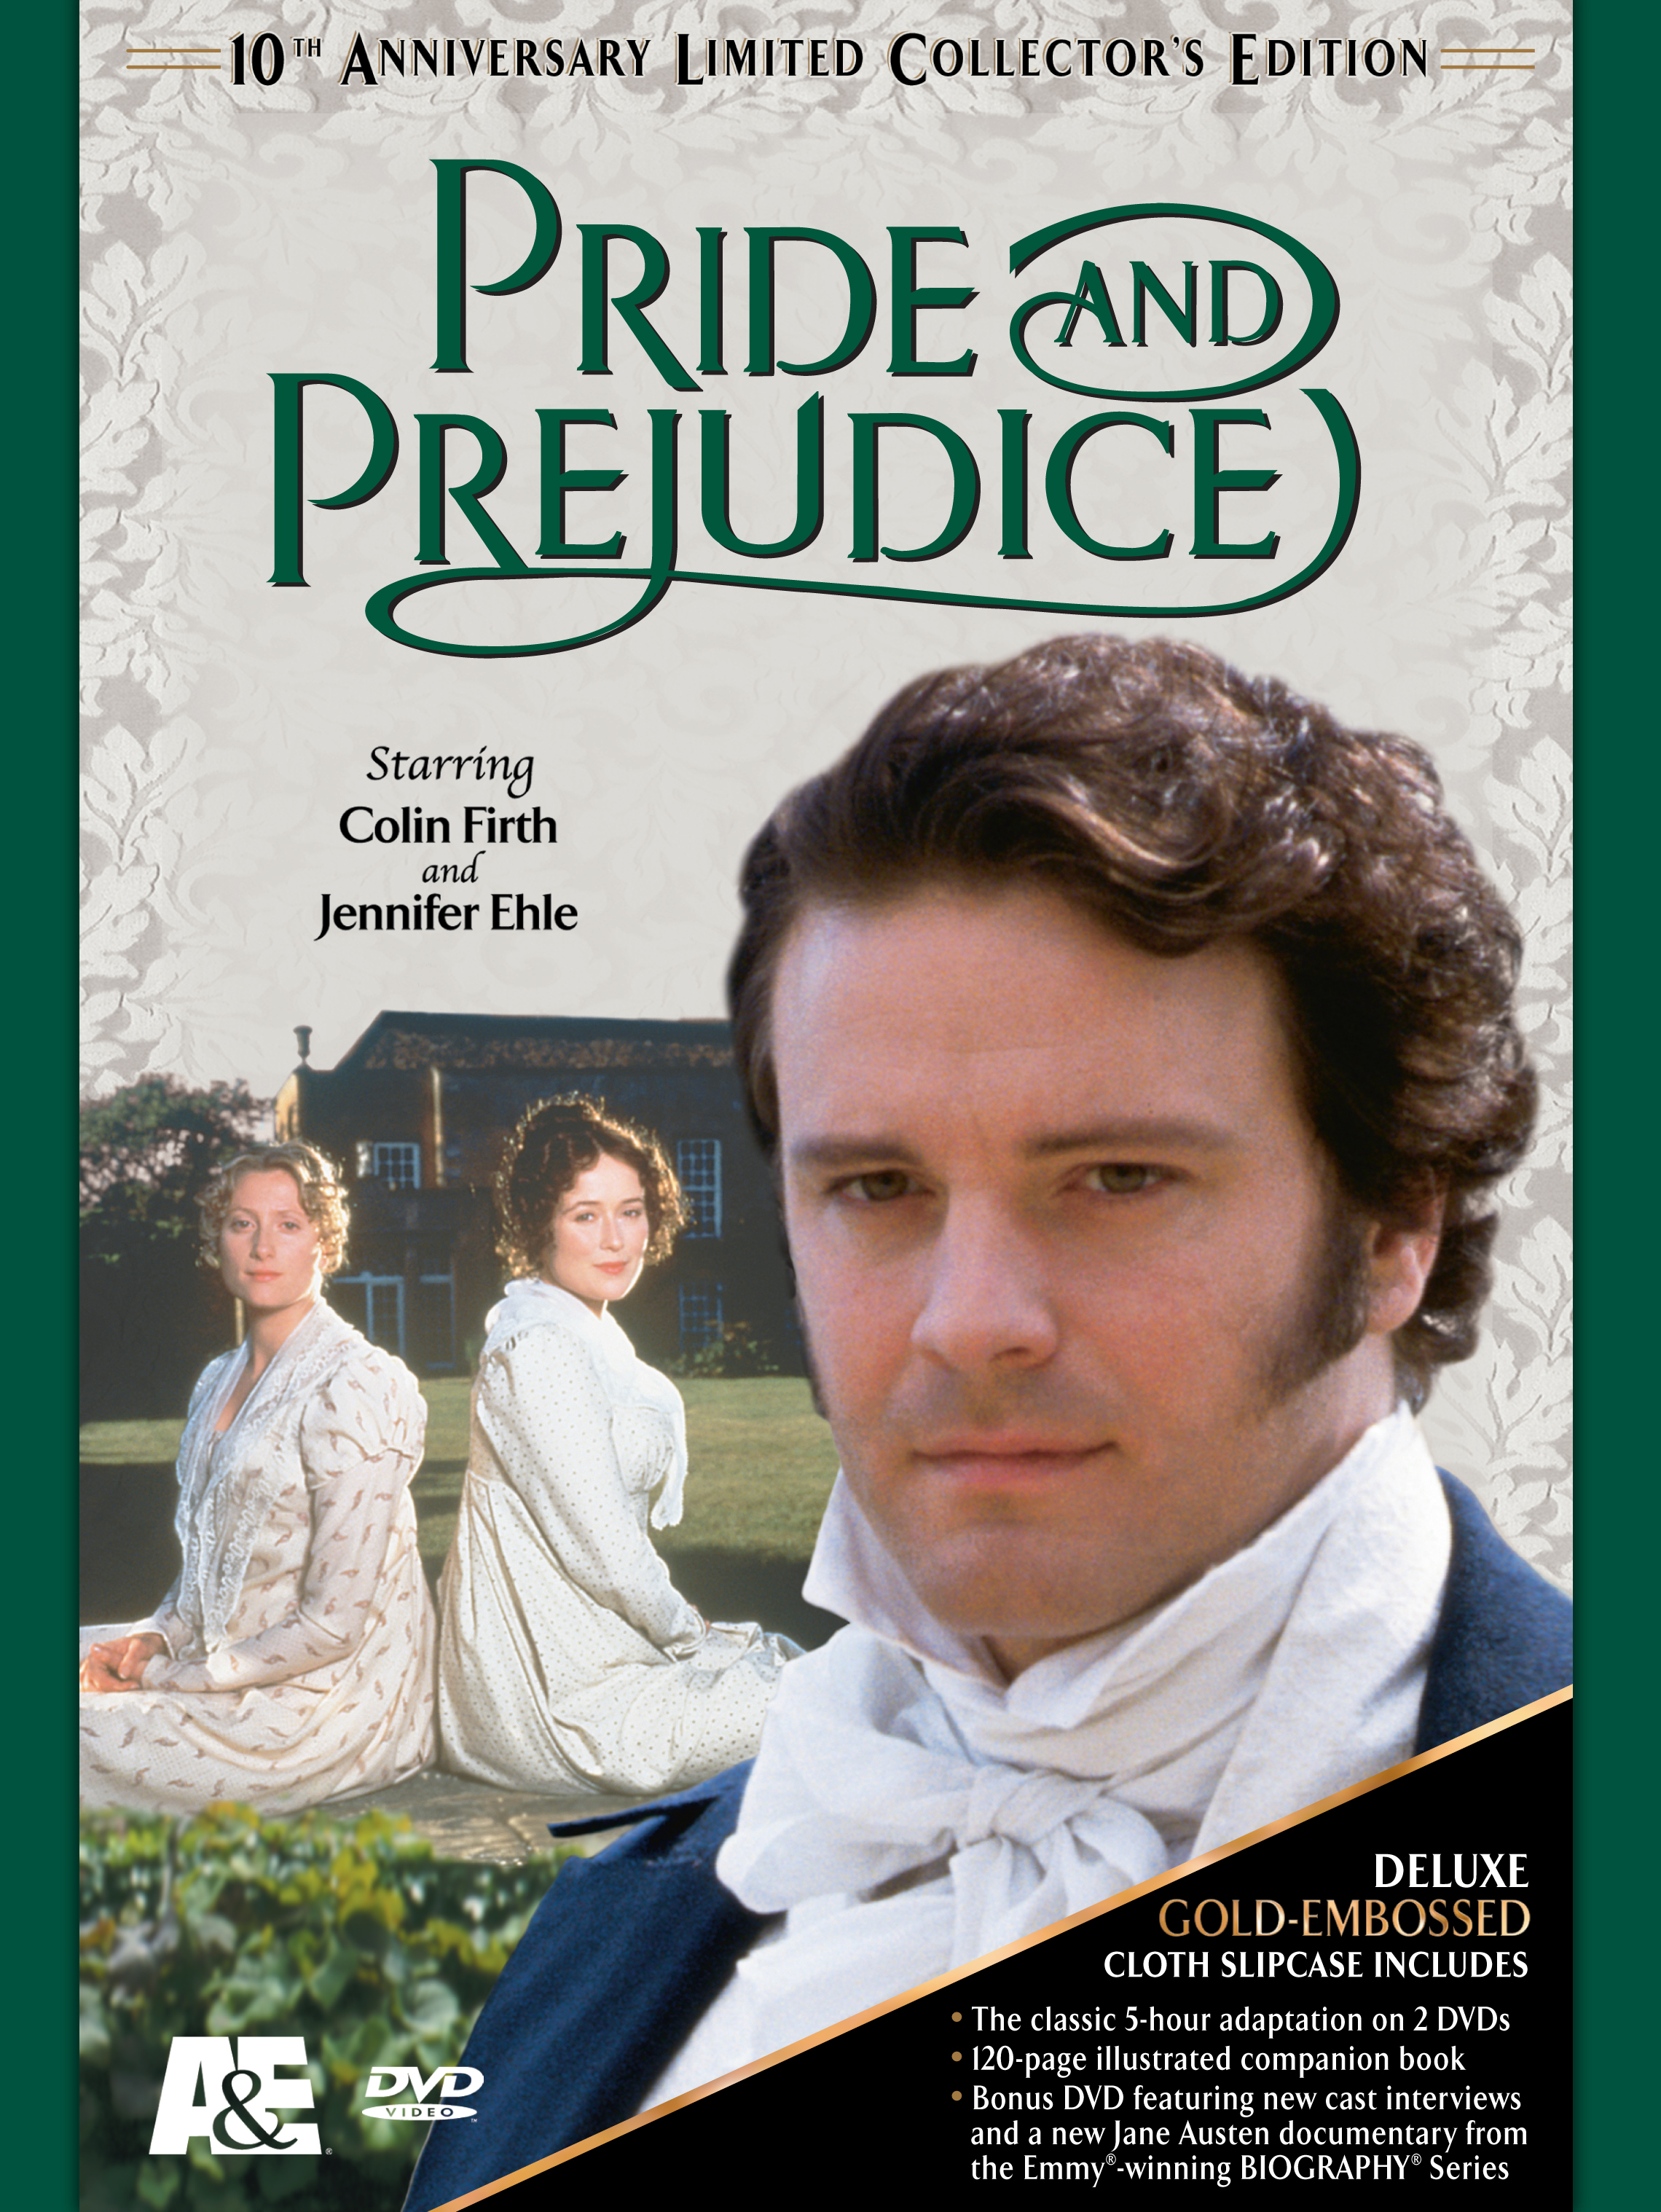 10TH ANNIVERSARY LIMITED COLLECTOR'S EDITION
PRIDE AND
PREJUDICE
Starring
Colin Firth
and
Jennifer Ehle
DELUXE
GOLD-EMBOSSED
CLOTH SLIPCASE INCLUDES
• The classic 5-hour adaptation on 2 DVDs
• 120-page illustrated companion book
• Bonus DVD featuring new cast interviews
and a new Jane Austen documentary from
the Emmy®-winning BIOGRAPHY® Series
A&E®
DVD
VIDEO™